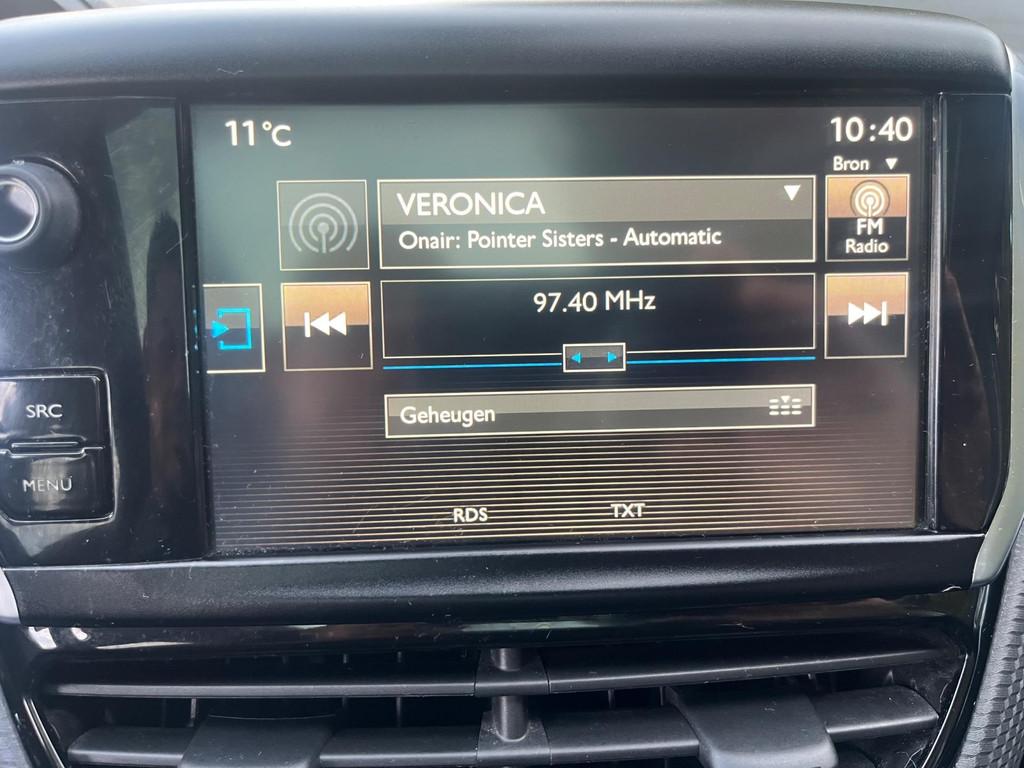 11°C
10:40
Bron
VERONICA
Onair: Pointer Sisters - Automatic
FM
Radio
97.40 MHz
SRC
Geheugen
MENU
RDS
TXT